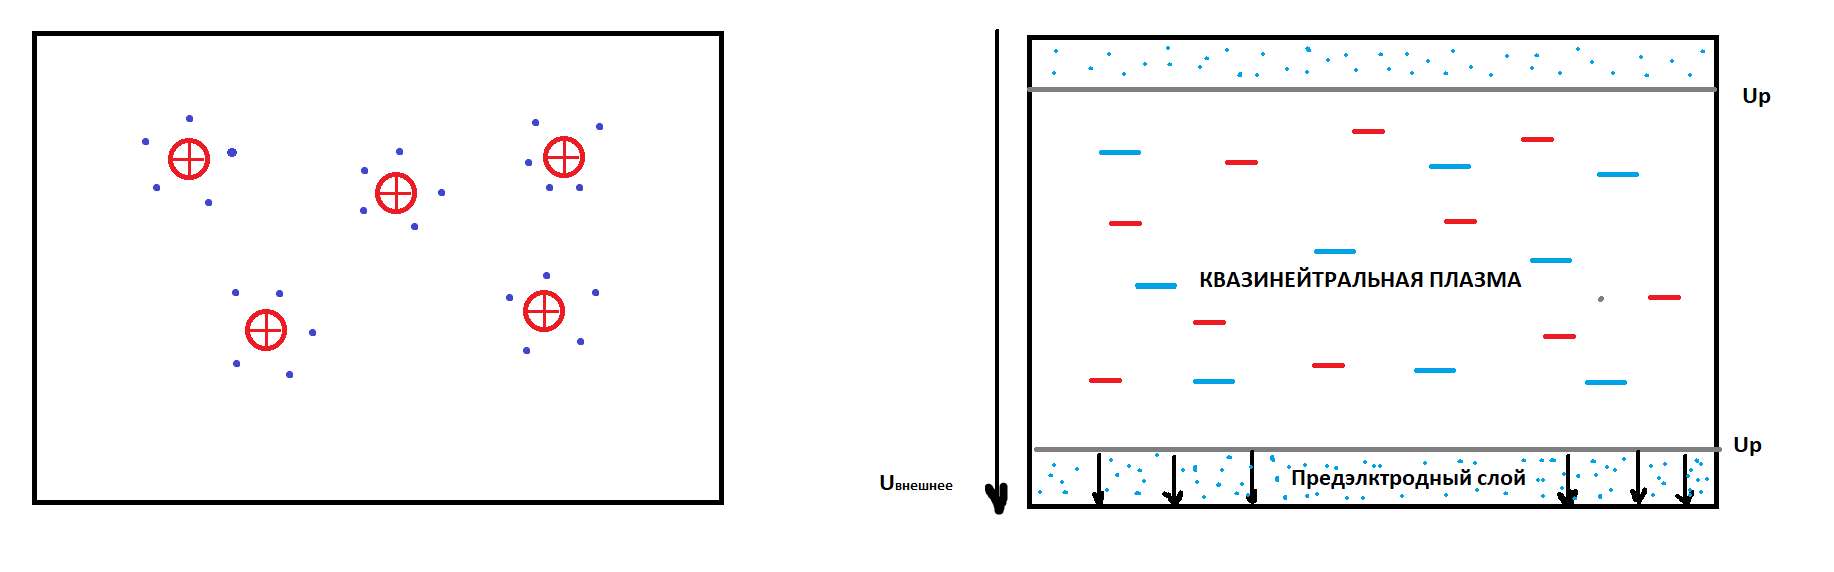 Up
КВАЗИНЕЙТРАЛЬНАЯ ПЛАЗМА
Up
Uвнешнее
Предэлктродный слой